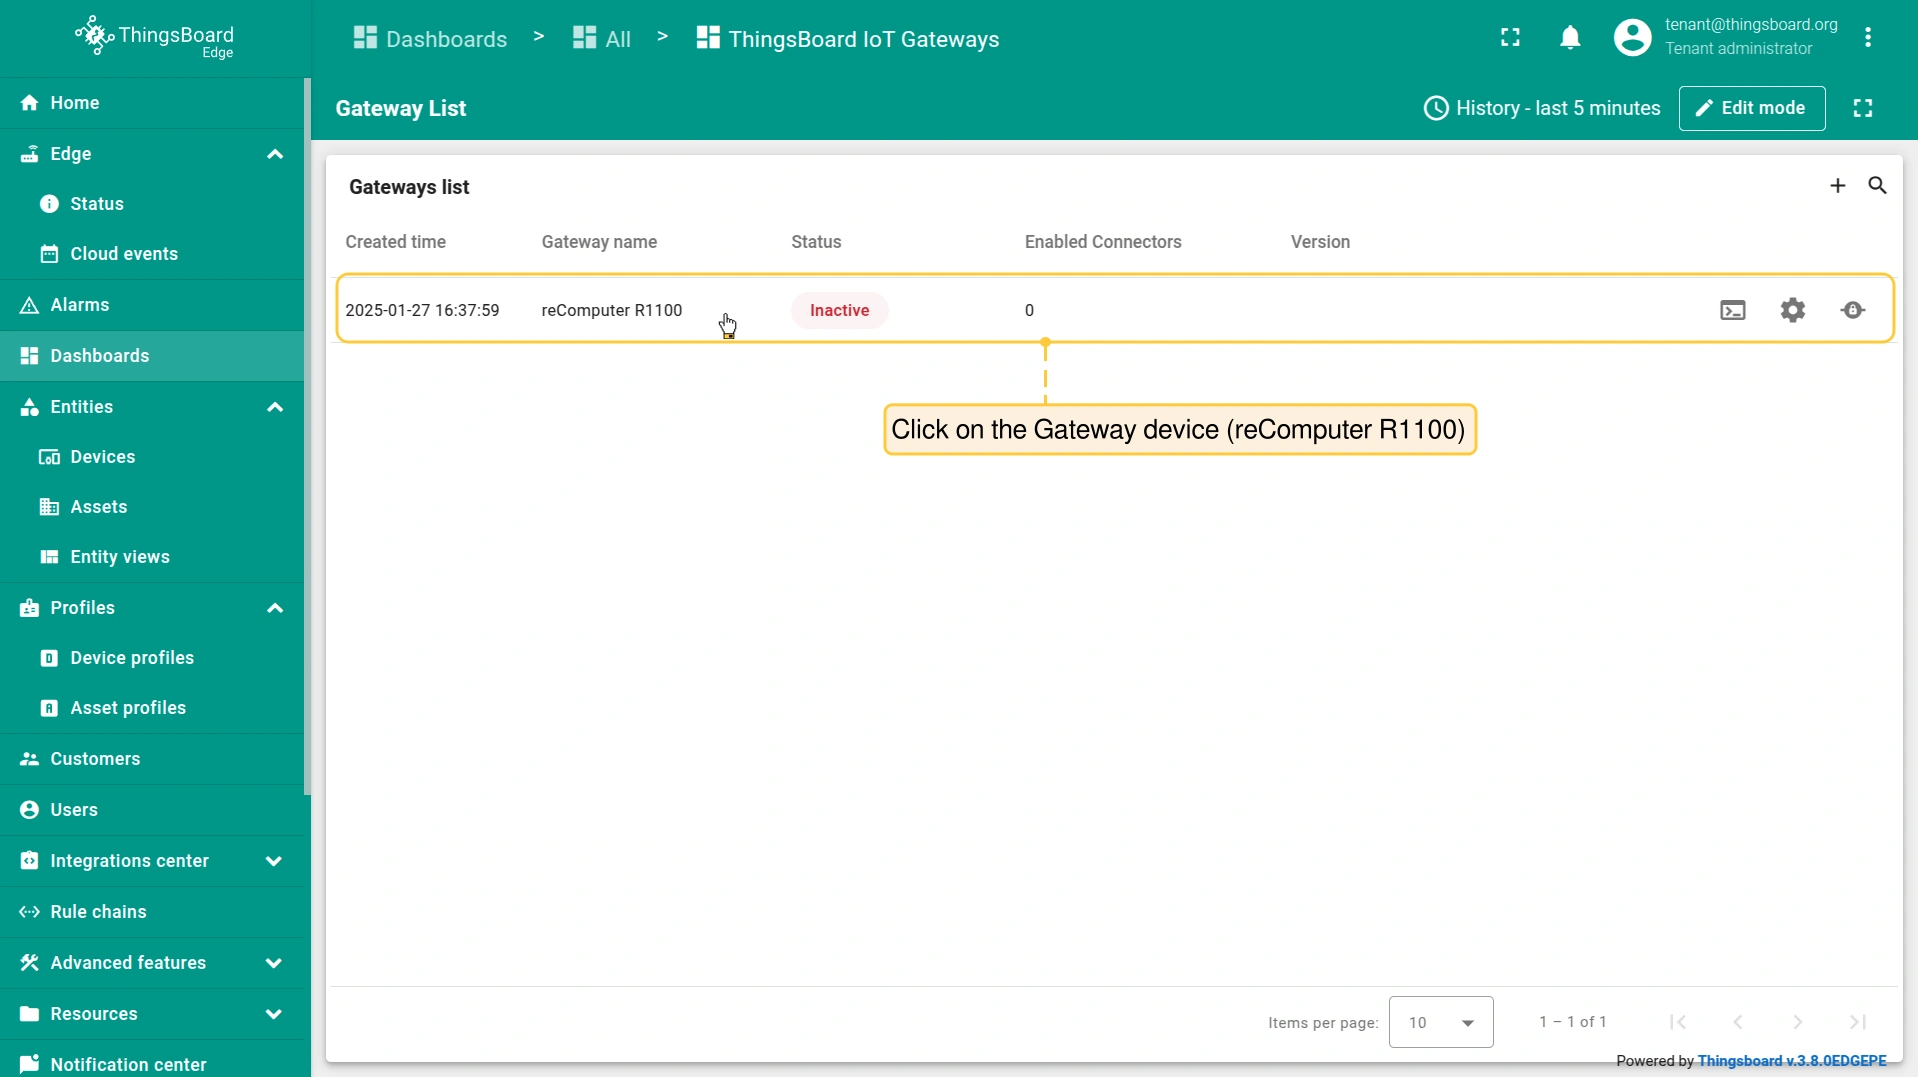 ThingsBoard
Edge
Dashboards > All > ThingsBoard IoT Gateways
tenant@thingsboard.org
Tenant administrator
Gateway List
History - last 5 minutes
Edit mode
Home
Edge
Status
Cloud events
Alarms
Dashboards
Entities
Devices
Assets
Entity views
Profiles
Device profiles
Asset profiles
Customers
Users
Integrations center
Rule chains
Advanced features
Resources
Notification center
Gateways list
Created time Gateway name Status Enabled Connectors Version
2025-01-27 16:37:59 reComputer R1100 Inactive 0
Click on the Gateway device (reComputer R1100)
Items per page: 10 1 – 1 of 1
Powered by Thingsboard v.3.8.0EDGEPE